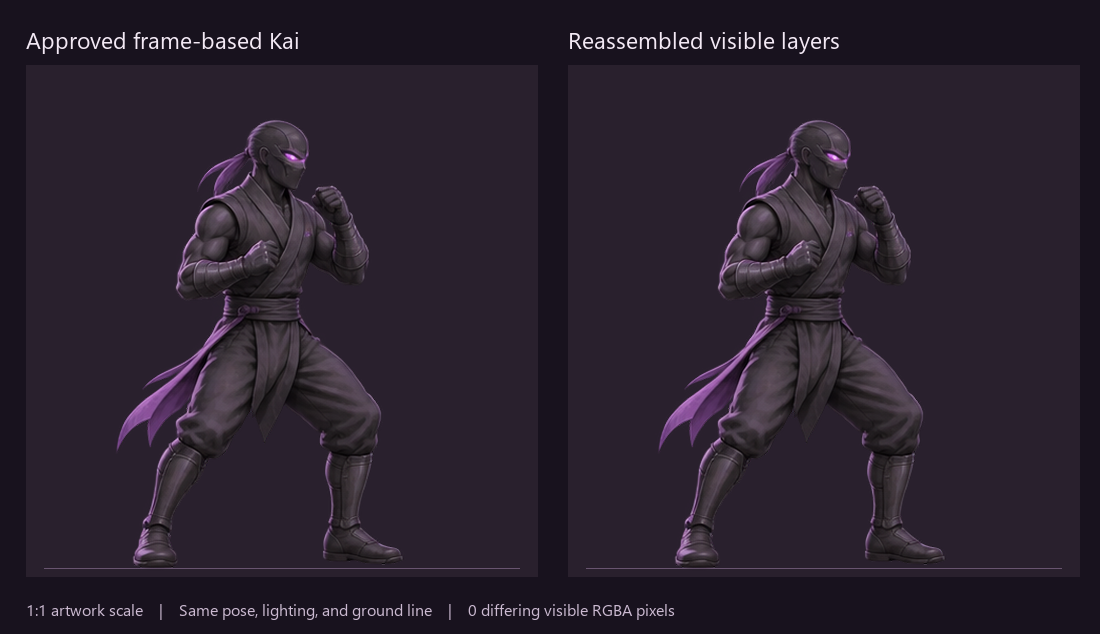 Approved frame-based Kai
Reassembled visible layers
1:1 artwork scale | Same pose, lighting, and ground line | 0 differing visible RGBA pixels